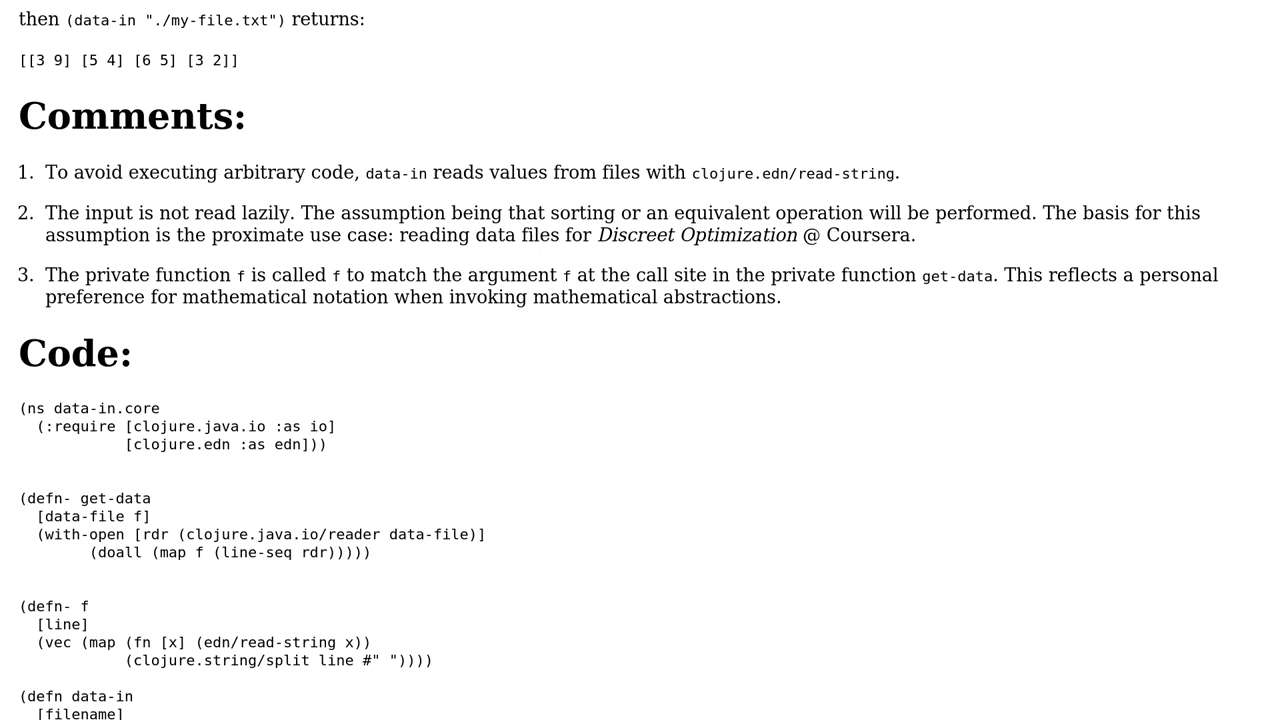 then (data-in "./my-file.txt") returns:
[[3 9] [5 4] [6 5] [3 2]]
Comments:
1. To avoid executing arbitrary code, data-in reads values from files with clojure.edn/read-string.
2. The input is not read lazily. The assumption being that sorting or an equivalent operation will be performed. The basis for this
assumption is the proximate use case: reading data files for Discreet Optimization @ Coursera.
3. The private function f is called f to match the argument f at the call site in the private function get-data. This reflects a personal
preference for mathematical notation when invoking mathematical abstractions.
Code:
(ns data-in.core
  (:require [clojure.java.io :as io]
            [clojure.edn :as edn]))
(defn- get-data
  [data-file f]
  (with-open [rdr (clojure.java.io/reader data-file)]
        (doall (map f (line-seq rdr)))))
(defn- f
  [line]
  (vec (map (fn [x] (edn/read-string x))
            (clojure.string/split line #" "))))
(defn data-in
  [filename]